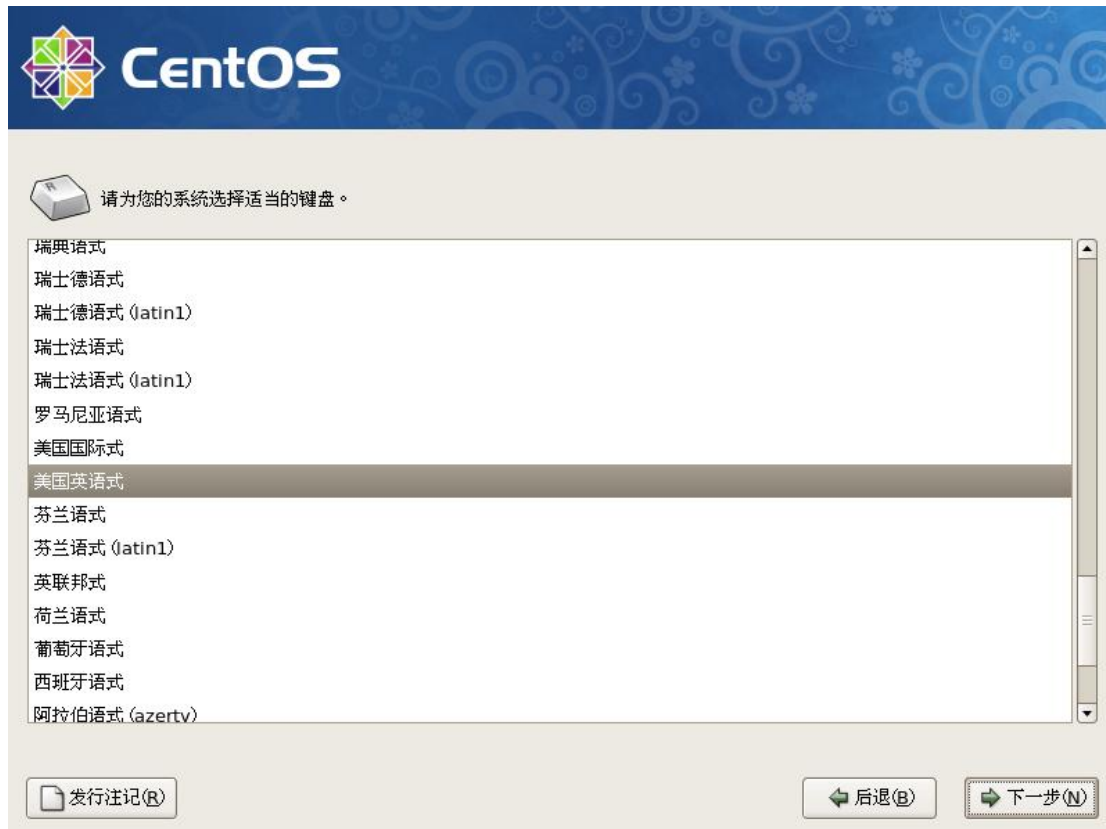 CentOS
R
请为您的系统选择适当的键盘。
瑞典语式
瑞士德语式
瑞士德语式 (latin1)
瑞士法语式
瑞士法语式 (latin1)
罗马尼亚语式
美国国际式
美国英语式
芬兰语式
芬兰语式 (latin1)
英联邦式
荷兰语式
葡萄牙语式
西班牙语式
阿拉伯语式 (azerty)
发行注记(R) 后退(B) 下一步(N)